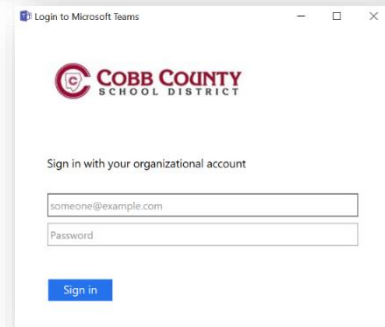 Login to Microsoft Teams
COBB COUNTY
SCHOOL DISTRICT
Sign in with your organizational account
someone@example.com
Password
Sign in